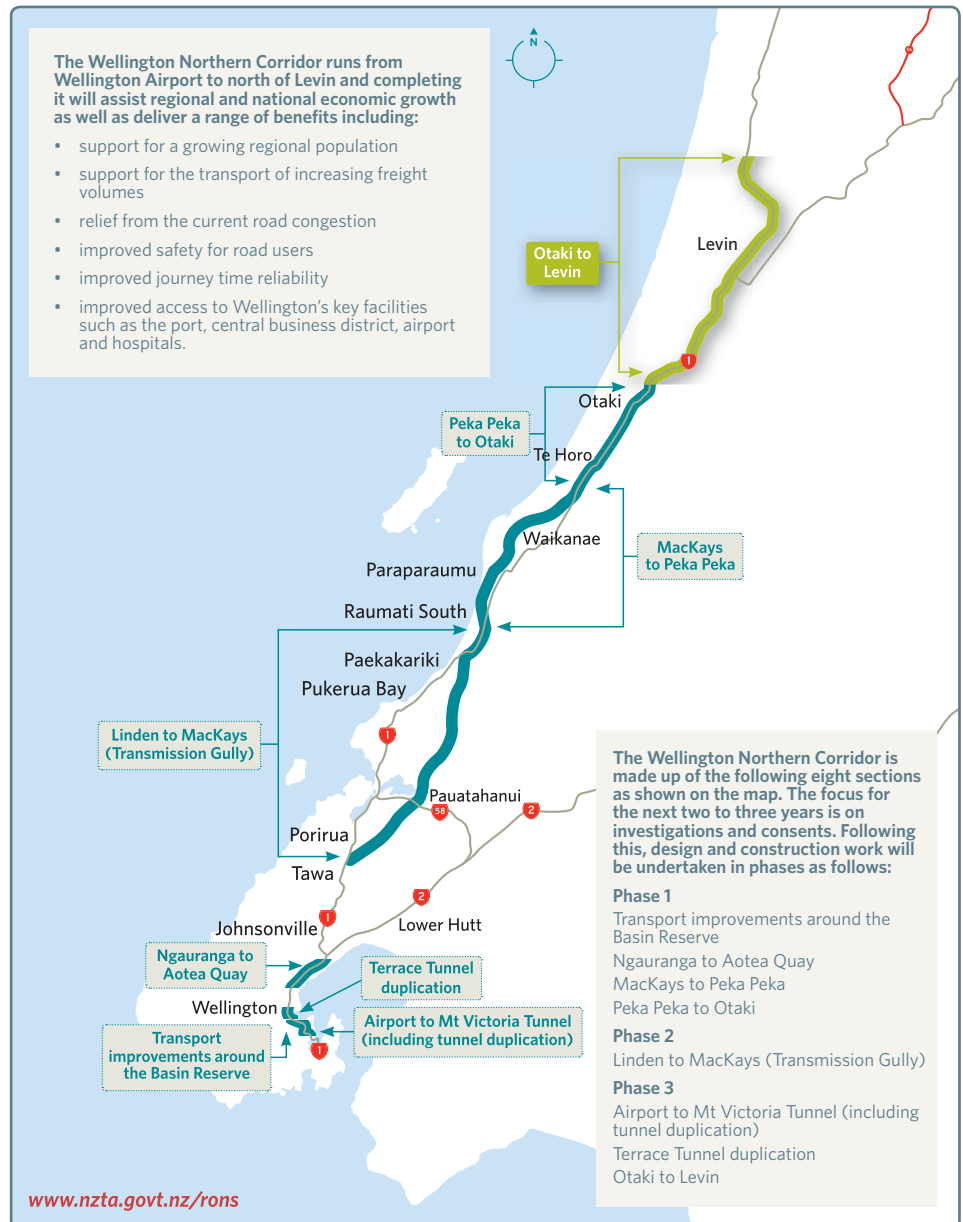 The Wellington Northern Corridor runs from
Wellington Airport to north of Levin and completing
it will assist regional and national economic growth
as well as deliver a range of benefits including:
• support for a growing regional population
• support for the transport of increasing freight
volumes
• relief from the current road congestion
• improved safety for road users
• improved journey time reliability
• improved access to Wellington's key facilities
such as the port, central business district, airport
and hospitals.
N
Levin
Otaki to
Levin
1
Otaki
Peka Peka
to Otaki
Te Horo
Waikanae
MacKays
to Peka Peka
Paraparaumu
Raumati South
Paekakariki
Pukerua Bay
1
Linden to MacKays
(Transmission Gully)
Pauatahanui
58
2
Porirua
Tawa
2
1
Johnsonville
Lower Hutt
Ngauranga to
Aotea Quay
Terrace Tunnel
duplication
Wellington
Airport to Mt Victoria Tunnel
(including tunnel duplication)
Transport
improvements around
the Basin Reserve
1
The Wellington Northern Corridor is
made up of the following eight sections
as shown on the map. The focus for
the next two to three years is on
investigations and consents. Following
this, design and construction work will
be undertaken in phases as follows:
Phase 1
Transport improvements around the
Basin Reserve
Ngauranga to Aotea Quay
MacKays to Peka Peka
Peka Peka to Otaki
Phase 2
Linden to MacKays (Transmission Gully)
Phase 3
Airport to Mt Victoria Tunnel (including
tunnel duplication)
Terrace Tunnel duplication
Otaki to Levin
www.nzta.govt.nz/rons